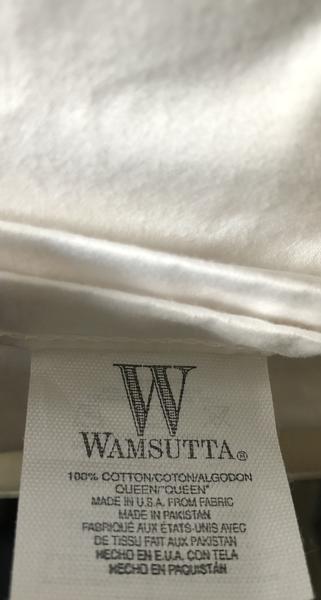 W
WAMSUTTA®
100% COTTON/COTON/ALGODON
QUEEN/"QUEEN"
MADE IN U.S.A. FROM FABRIC
MADE IN PAKISTAN
FABRIQUÉ AUX ÉTATS-UNIS AVEC
DE TISSU FAIT AUX PAKISTAN
HECHO EN E.U.A. CON TELA
HECHO EN PAQUISTÁN